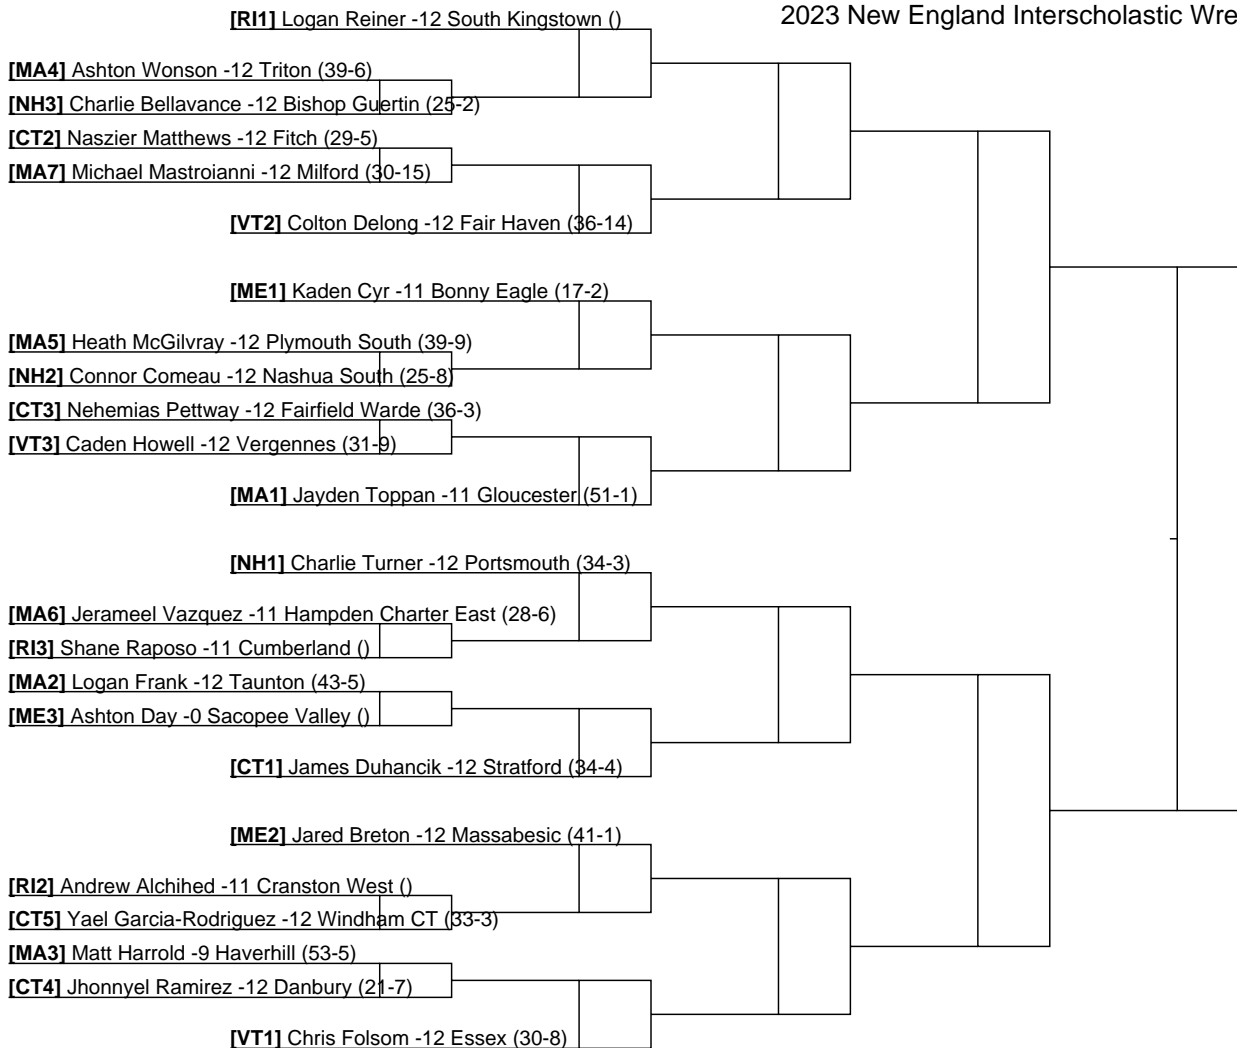 2023 New England Interscholastic Wre
[RI1] Logan Reiner -12 South Kingstown ()
[MA4] Ashton Wonson -12 Triton (39-6)
[NH3] Charlie Bellavance -12 Bishop Guertin (25-2)
[CT2] Naszier Matthews -12 Fitch (29-5)
[MA7] Michael Mastroianni -12 Milford (30-15)
[VT2] Colton Delong -12 Fair Haven (36-14)
[ME1] Kaden Cyr -11 Bonny Eagle (17-2)
[MA5] Heath McGilvray -12 Plymouth South (39-9)
[NH2] Connor Comeau -12 Nashua South (25-8)
[CT3] Nehemias Pettway -12 Fairfield Warde (36-3)
[VT3] Caden Howell -12 Vergennes (31-9)
[MA1] Jayden Toppan -11 Gloucester (51-1)
[NH1] Charlie Turner -12 Portsmouth (34-3)
[MA6] Jerameel Vazquez -11 Hampden Charter East (28-6)
[RI3] Shane Raposo -11 Cumberland ()
[MA2] Logan Frank -12 Taunton (43-5)
[ME3] Ashton Day -0 Sacopee Valley ()
[CT1] James Duhancik -12 Stratford (34-4)
[ME2] Jared Breton -12 Massabesic (41-1)
[RI2] Andrew Alchihed -11 Cranston West ()
[CT5] Yael Garcia-Rodriguez -12 Windham CT (33-3)
[MA3] Matt Harrold -9 Haverhill (53-5)
[CT4] Jhonnyel Ramirez -12 Danbury (21-7)
[VT1] Chris Folsom -12 Essex (30-8)